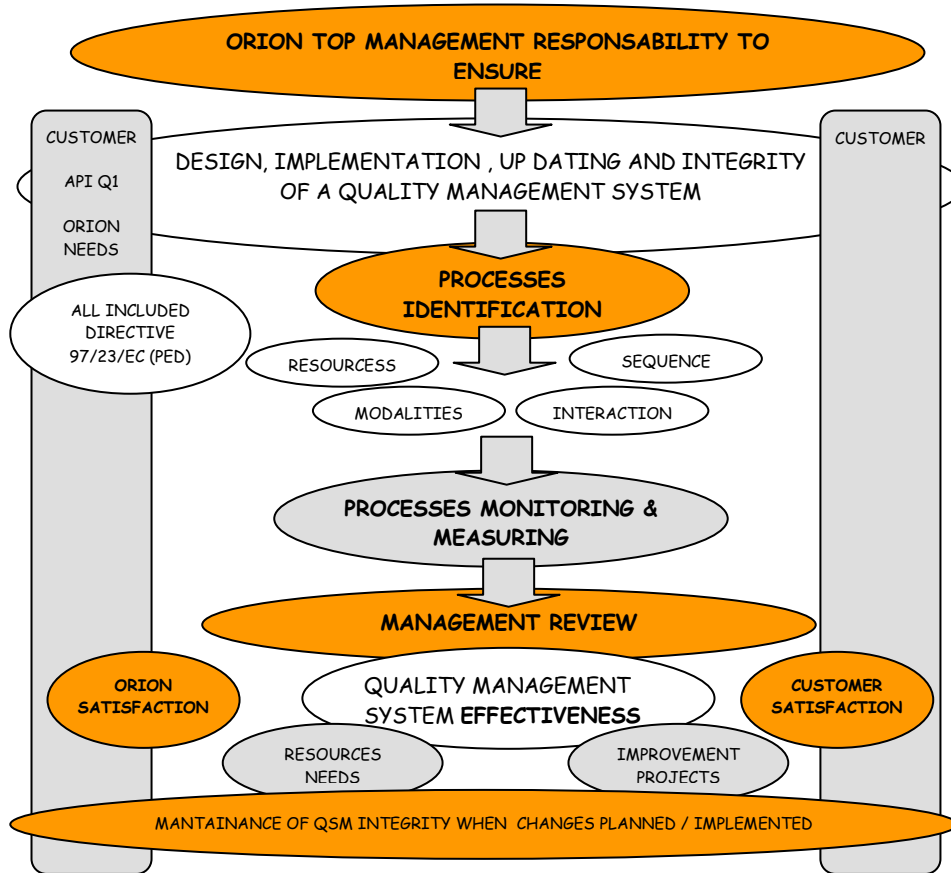 ORION TOP MANAGEMENT RESPONSABILITY TO
ENSURE
CUSTOMER
API Q1
ORION
NEEDS
ALL INCLUDED
DIRECTIVE
97/23/EC (PED)
DESIGN, IMPLEMENTATION , UP DATING AND INTEGRITY
OF A QUALITY MANAGEMENT SYSTEM
CUSTOMER
PROCESSES
IDENTIFICATION
RESOURCESS
SEQUENCE
MODALITIES
INTERACTION
PROCESSES MONITORING &
MEASURING
MANAGEMENT REVIEW
ORION
SATISFACTION
QUALITY MANAGEMENT
SYSTEM EFFECTIVENESS
CUSTOMER
SATISFACTION
RESOURCES
NEEDS
IMPROVEMENT
PROJECTS
MANTAINANCE OF QSM INTEGRITY WHEN CHANGES PLANNED / IMPLEMENTED